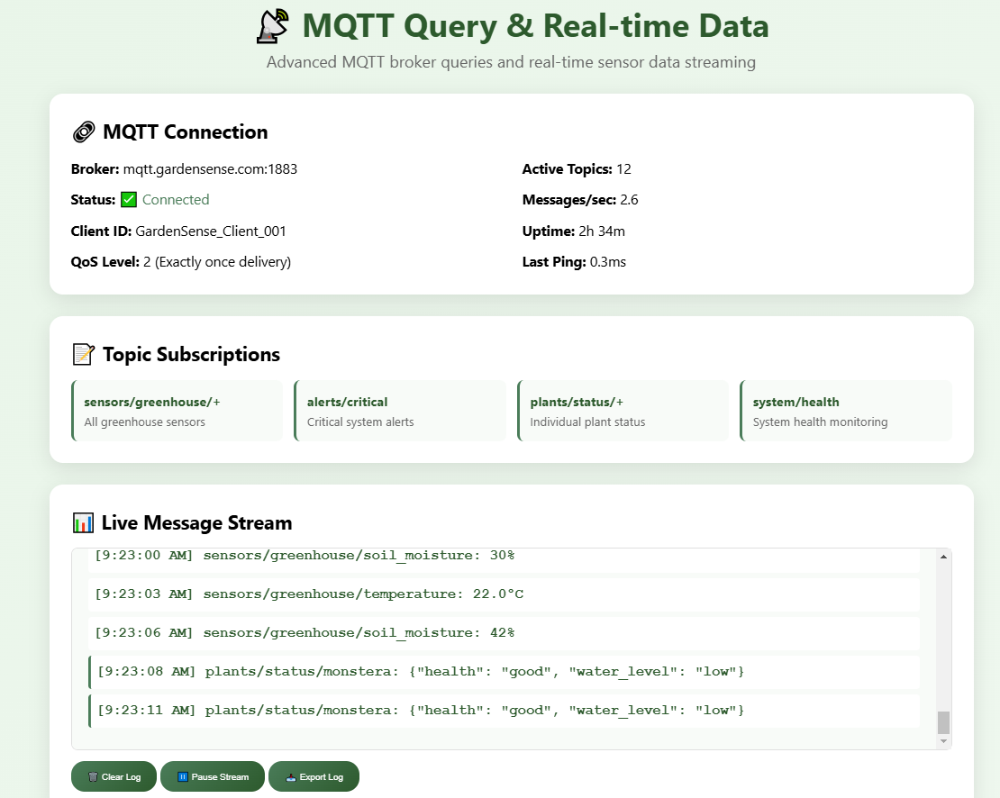 MQTT Query & Real-time Data
Advanced MQTT broker queries and real-time sensor data streaming
MQTT Connection
Broker: mqtt.gardensense.com:1883
Status: ✅ Connected
Client ID: GardenSense_Client_001
QoS Level: 2 (Exactly once delivery)
Active Topics: 12
Messages/sec: 2.6
Uptime: 2h 34m
Last Ping: 0.3ms
Topic Subscriptions
sensors/greenhouse/+
All greenhouse sensors
alerts/critical
Critical system alerts
plants/status/+
Individual plant status
system/health
System health monitoring
Live Message Stream
[9:23:00 AM] sensors/greenhouse/soil_moisture: 30%
[9:23:03 AM] sensors/greenhouse/temperature: 22.0°C
[9:23:06 AM] sensors/greenhouse/soil_moisture: 42%
[9:23:08 AM] plants/status/monstera: {"health": "good", "water_level": "low"}
[9:23:11 AM] plants/status/monstera: {"health": "good", "water_level": "low"}
Clear Log
Pause Stream
Export Log